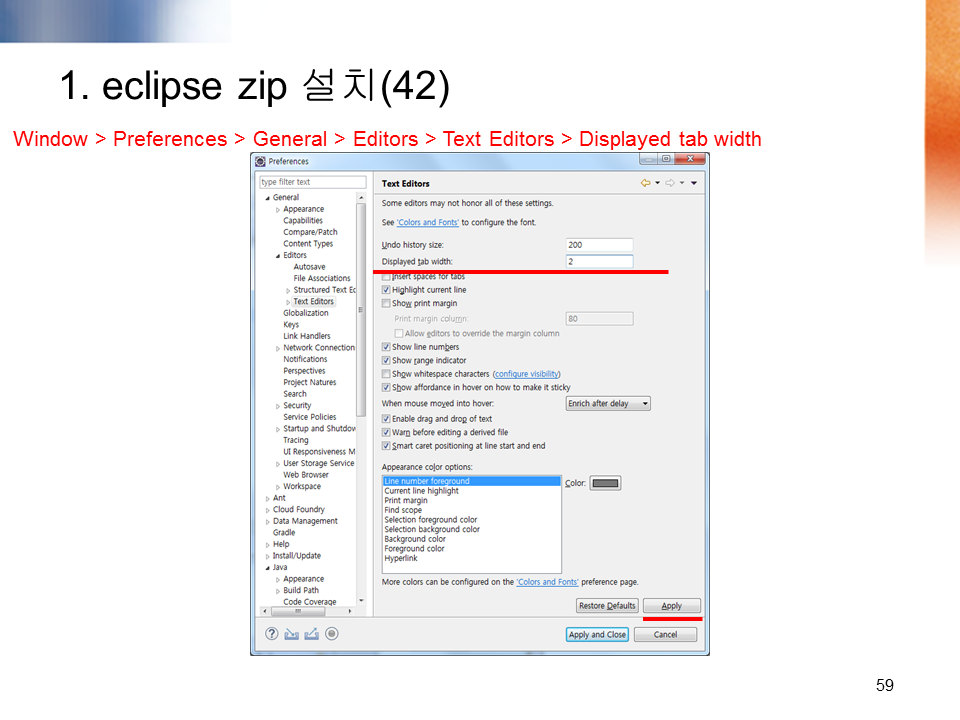 1. eclipse zip 설치(42)
Window > Preferences > General > Editors > Text Editors > Displayed tab width
Preferences
type filter text
General
Appearance
Capabilities
Compare/Patch
Content Types
Editors
Autosave
File Associations
Structured Text Ec
Text Editors
Globalization
Keys
Link Handlers
Network Connection
Notifications
Perspectives
Project Natures
Search
Security
Service Policies
Startup and Shutdov
Tracing
UI Responsiveness M
User Storage Service
Web Browser
Workspace
Ant
Cloud Foundry
Data Management
Gradle
Help
Install/Update
Java
Appearance
Build Path
Code Coverage
Text Editors
Some editors may not honor all of these settings.
See 'Colors and Fonts' to configure the font.
Undo history size: 200
Displayed tab width: 2
Insert spaces for tabs
Highlight current line
Show print margin
Print margin column: 80
Allow editors to override the margin column
Show line numbers
Show range indicator
Show whitespace characters (configure visibility)
Show affordance in hover on how to make it sticky
When mouse moved into hover: Enrich after delay
Enable drag and drop of text
Warn before editing a derived file
Smart caret positioning at line start and end
Appearance color options:
Line number foreground
Color:
Current line highlight
Print margin
Find scope
Selection foreground color
Selection background color
Background color
Foreground color
Hyperlink
More colors can be configured on the 'Colors and Fonts' preference page.
Restore Defaults Apply
Apply and Close Cancel
59